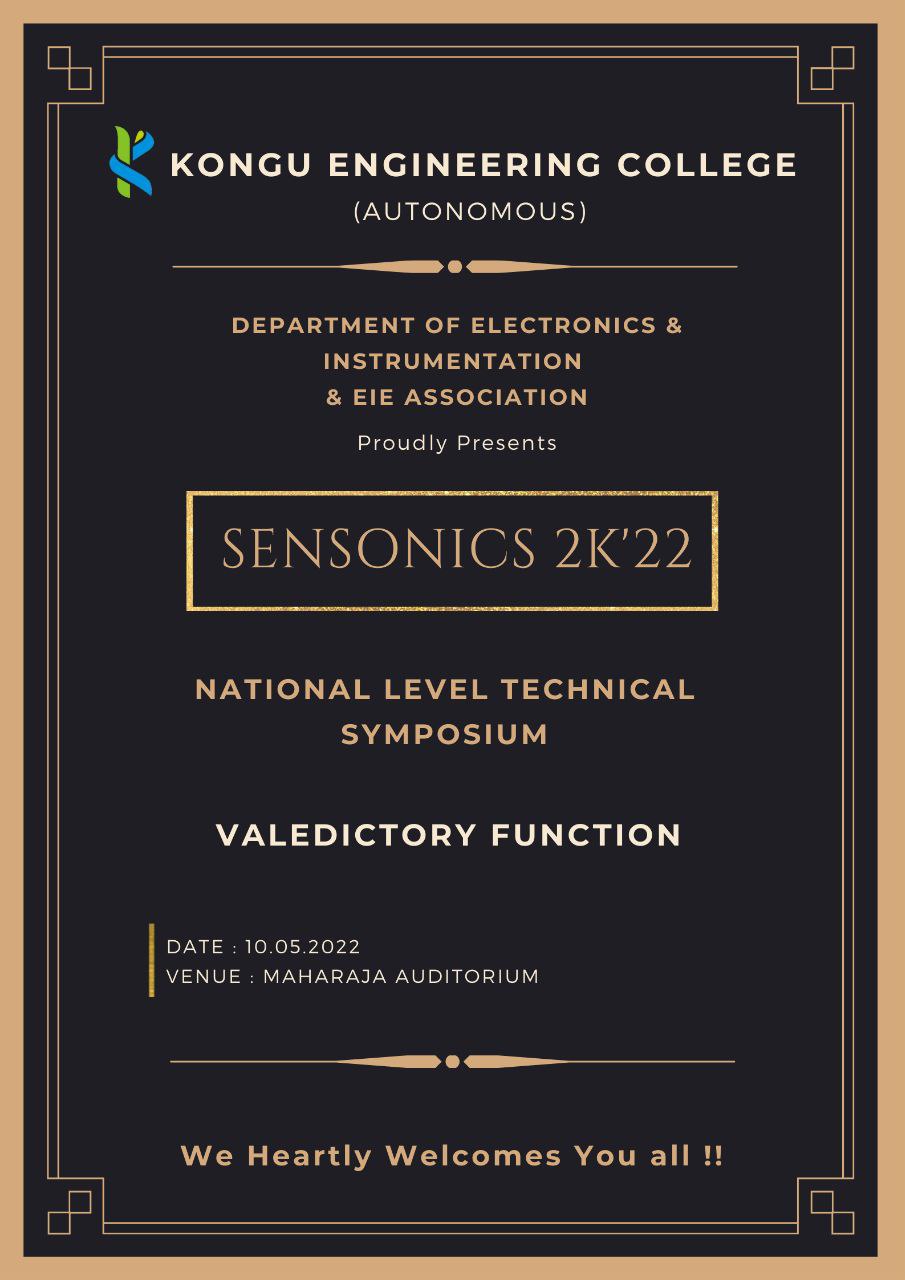 KONGU ENGINEERING COLLEGE
(AUTONOMOUS)
DEPARTMENT OF ELECTRONICS &
INSTRUMENTATION
& EIE ASSOCIATION
Proudly Presents
SENSONICS 2K'22
NATIONAL LEVEL TECHNICAL
SYMPOSIUM
VALEDICTORY FUNCTION
DATE : 10.05.2022
VENUE : MAHARAJA AUDITORIUM
We Heartly Welcomes You all !!